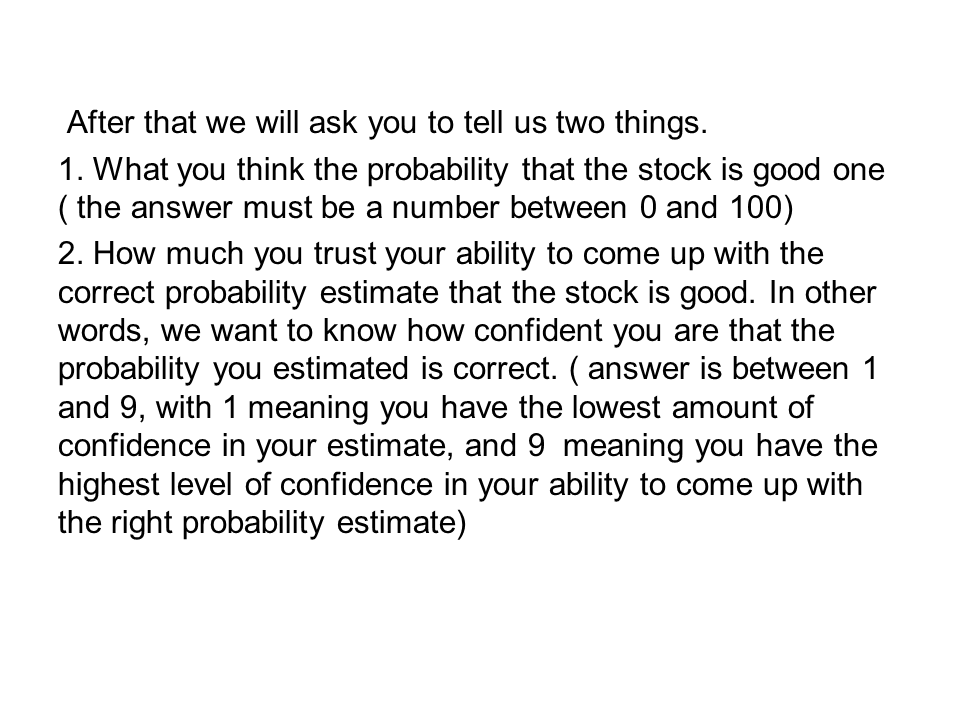 After that we will ask you to tell us two things.
1. What you think the probability that the stock is good one
( the answer must be a number between 0 and 100)
2. How much you trust your ability to come up with the
correct probability estimate that the stock is good. In other
words, we want to know how confident you are that the
probability you estimated is correct. ( answer is between 1
and 9, with 1 meaning you have the lowest amount of
confidence in your estimate, and 9  meaning you have the
highest level of confidence in your ability to come up with
the right probability estimate)